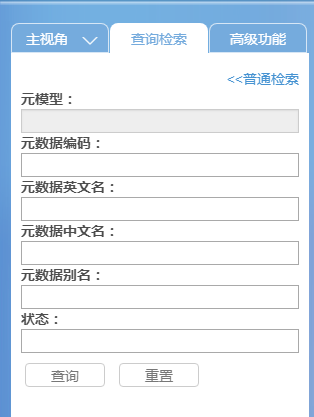 主视角 查询检索 高级功能
<<普通检索
元模型：
元数据编码：
元数据英文名：
元数据中文名：
元数据别名：
状态：
查询 重置